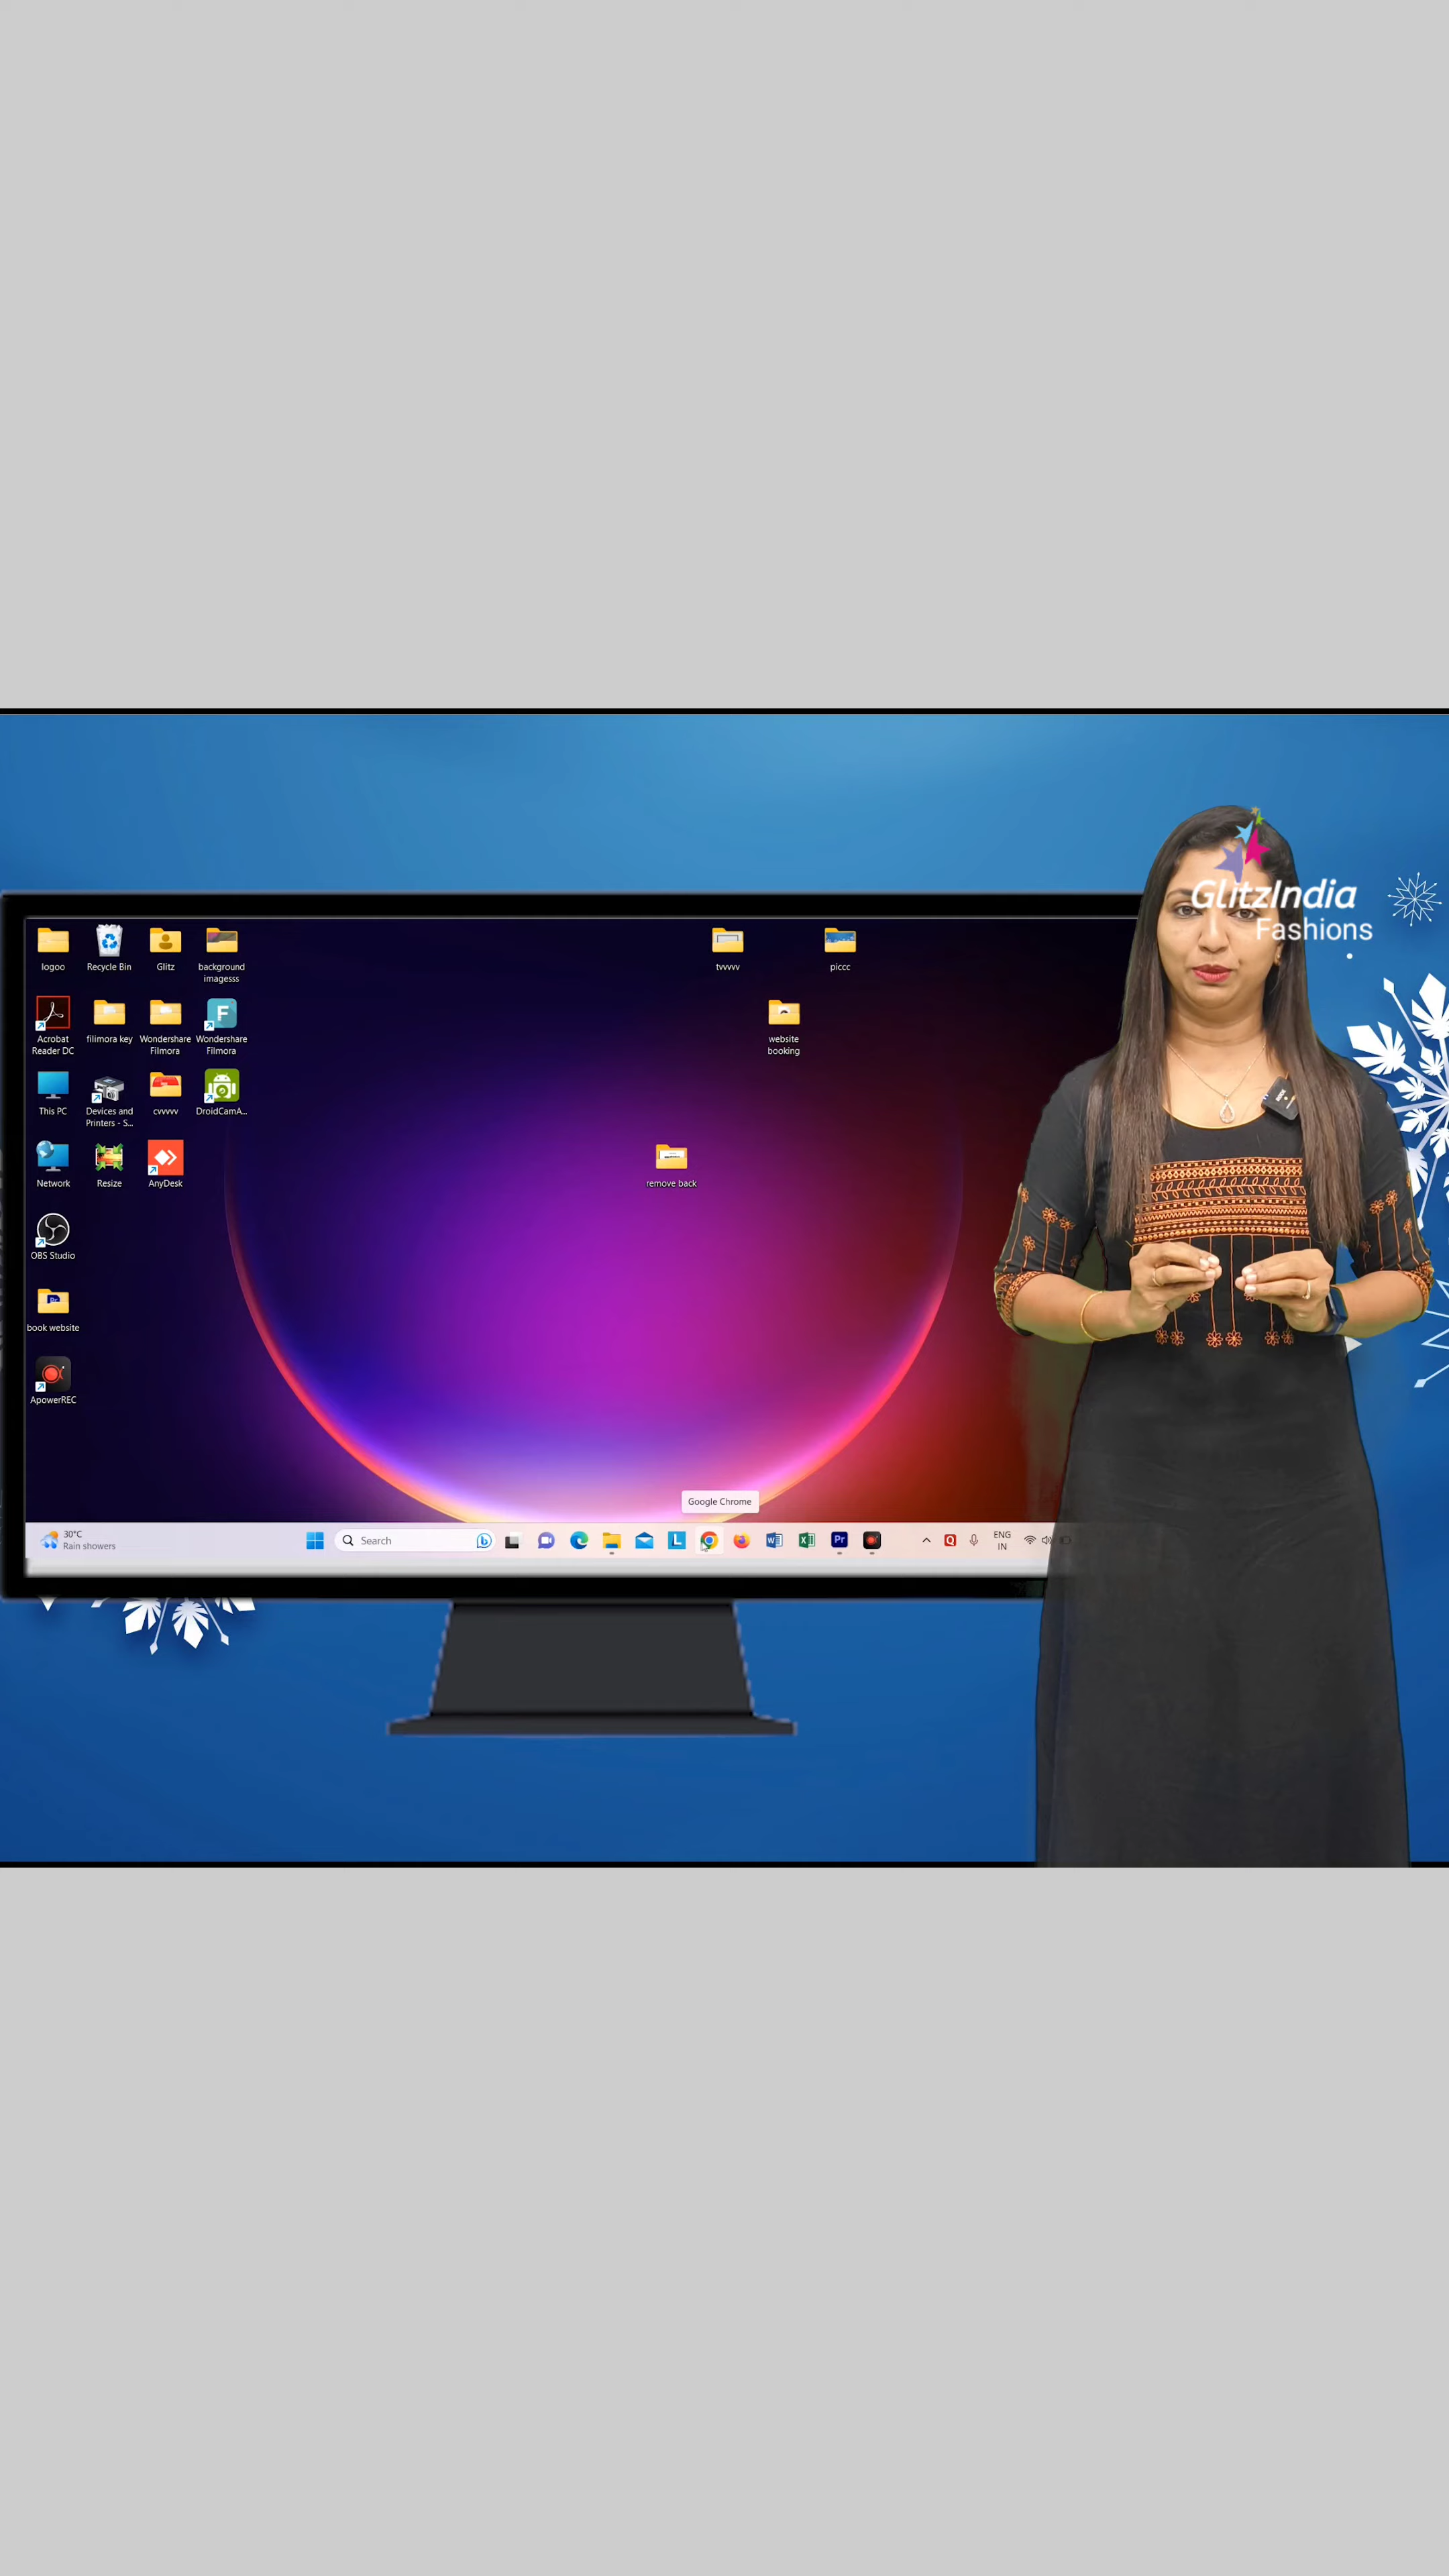 GlitzIndia
Fashions
logoo
Recycle Bin
Glitz
background
imagesss
tvvvvv
piccc
Acrobat
Reader DC
filimora key
Wondershare
Filmora
Wondershare
Filmora
website
booking
This PC
Devices and
Printers - S...
cvvvvv
DroidCamA...
Network
Resize
AnyDesk
remove back
OBS Studio
book website
ApowerREC
Google Chrome
30°C
Rain showers
Search
ENG
IN